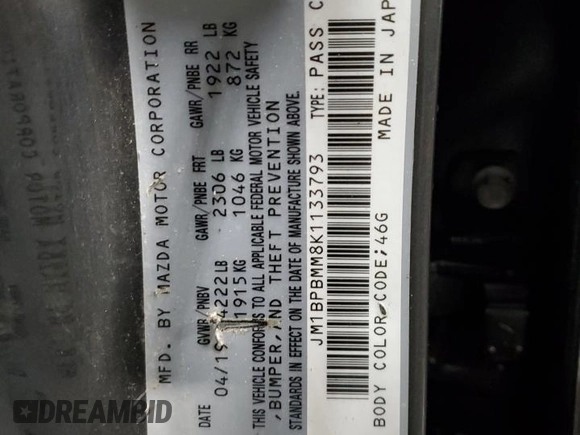 MFD. BY MAZDA MOTOR CORPORATION
DATE GVWR/PNBV GAWR/PNBE FRT GAWR/PNBE RR
04/19 4222LB 2306 LB 1922 LB
1915KG 1046 KG 872 KG
THIS VEHICLE CONFORMS TO ALL APPLICABLE FEDERAL MOTOR VEHICLE SAFETY
,BUMPER, AND THEFT PREVENTION
STANDARDS IN EFFECT ON THE DATE OF MANUFACTURE SHOWN ABOVE.
JM1BPBMM8K1133793 TYPE: PASS C
BODY COLOR CODE;46G MADE IN JAP
DREAMBID